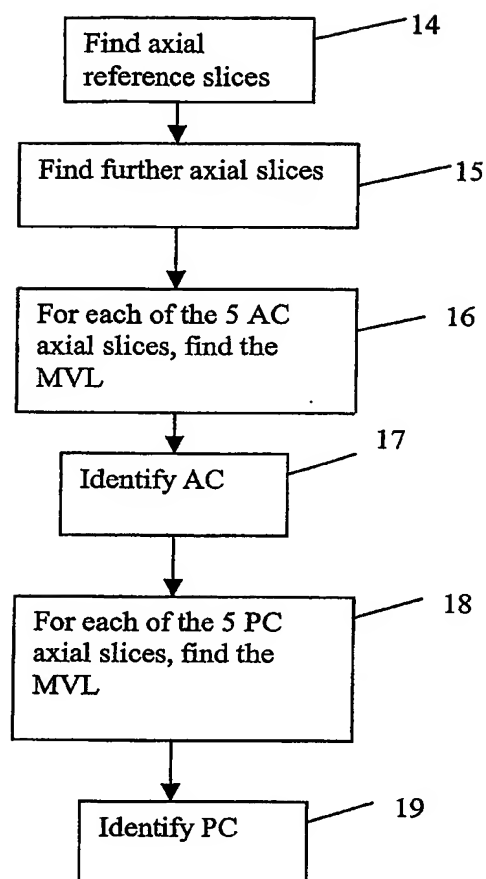 14
Find axial
reference slices
15
Find further axial slices
16
For each of the 5 AC
axial slices, find the
MVL
17
Identify AC
18
For each of the 5 PC
axial slices, find the
MVL
19
Identify PC